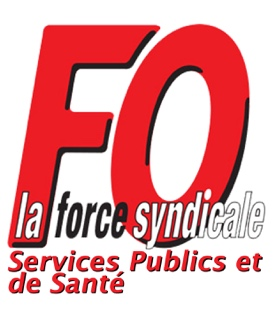 FO
la force syndicale
Services Publics et
de Santé